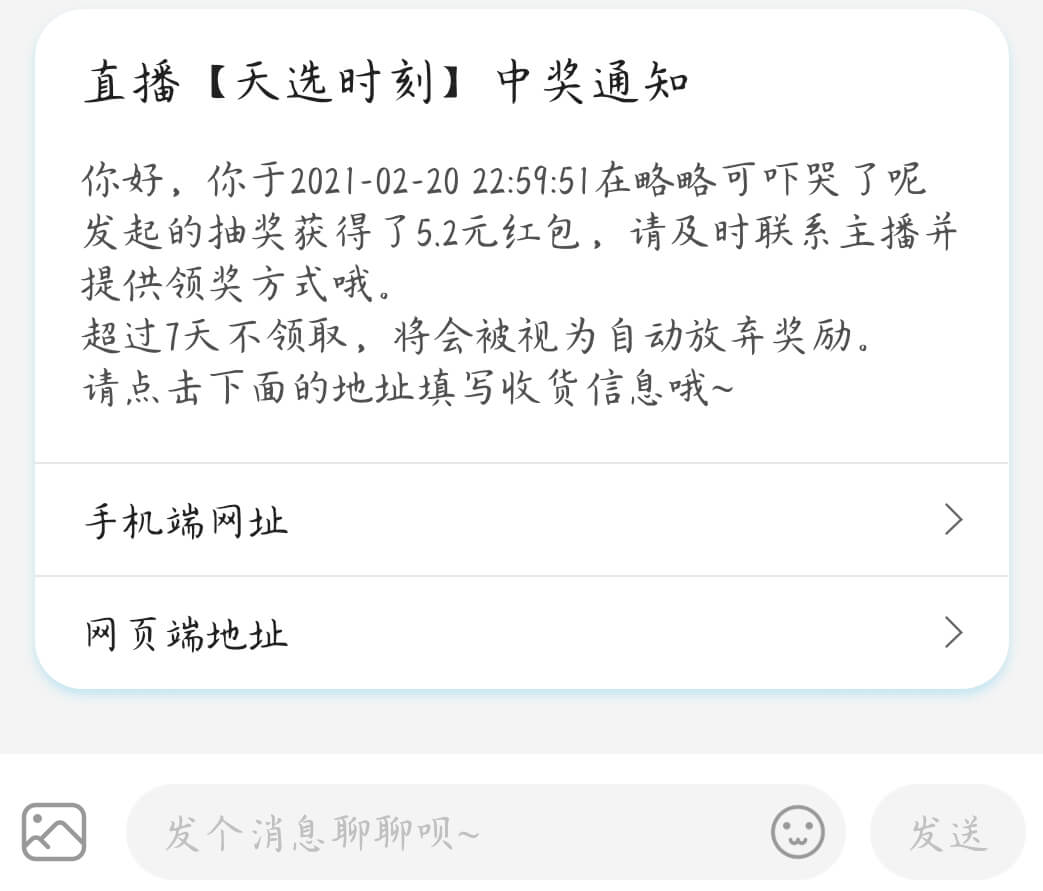 直播【天选时刻】中奖通知
你好，你于2021-02-20 22:59:51在略略可吓哭了呢
发起的抽奖获得了5.2元红包，请及时联系主播并
提供领奖方式哦。
超过7天不领取，将会被视为自动放弃奖励。
请点击下面的地址填写收货信息哦~
手机端网址
网页端地址
发个消息聊聊呗~
发送